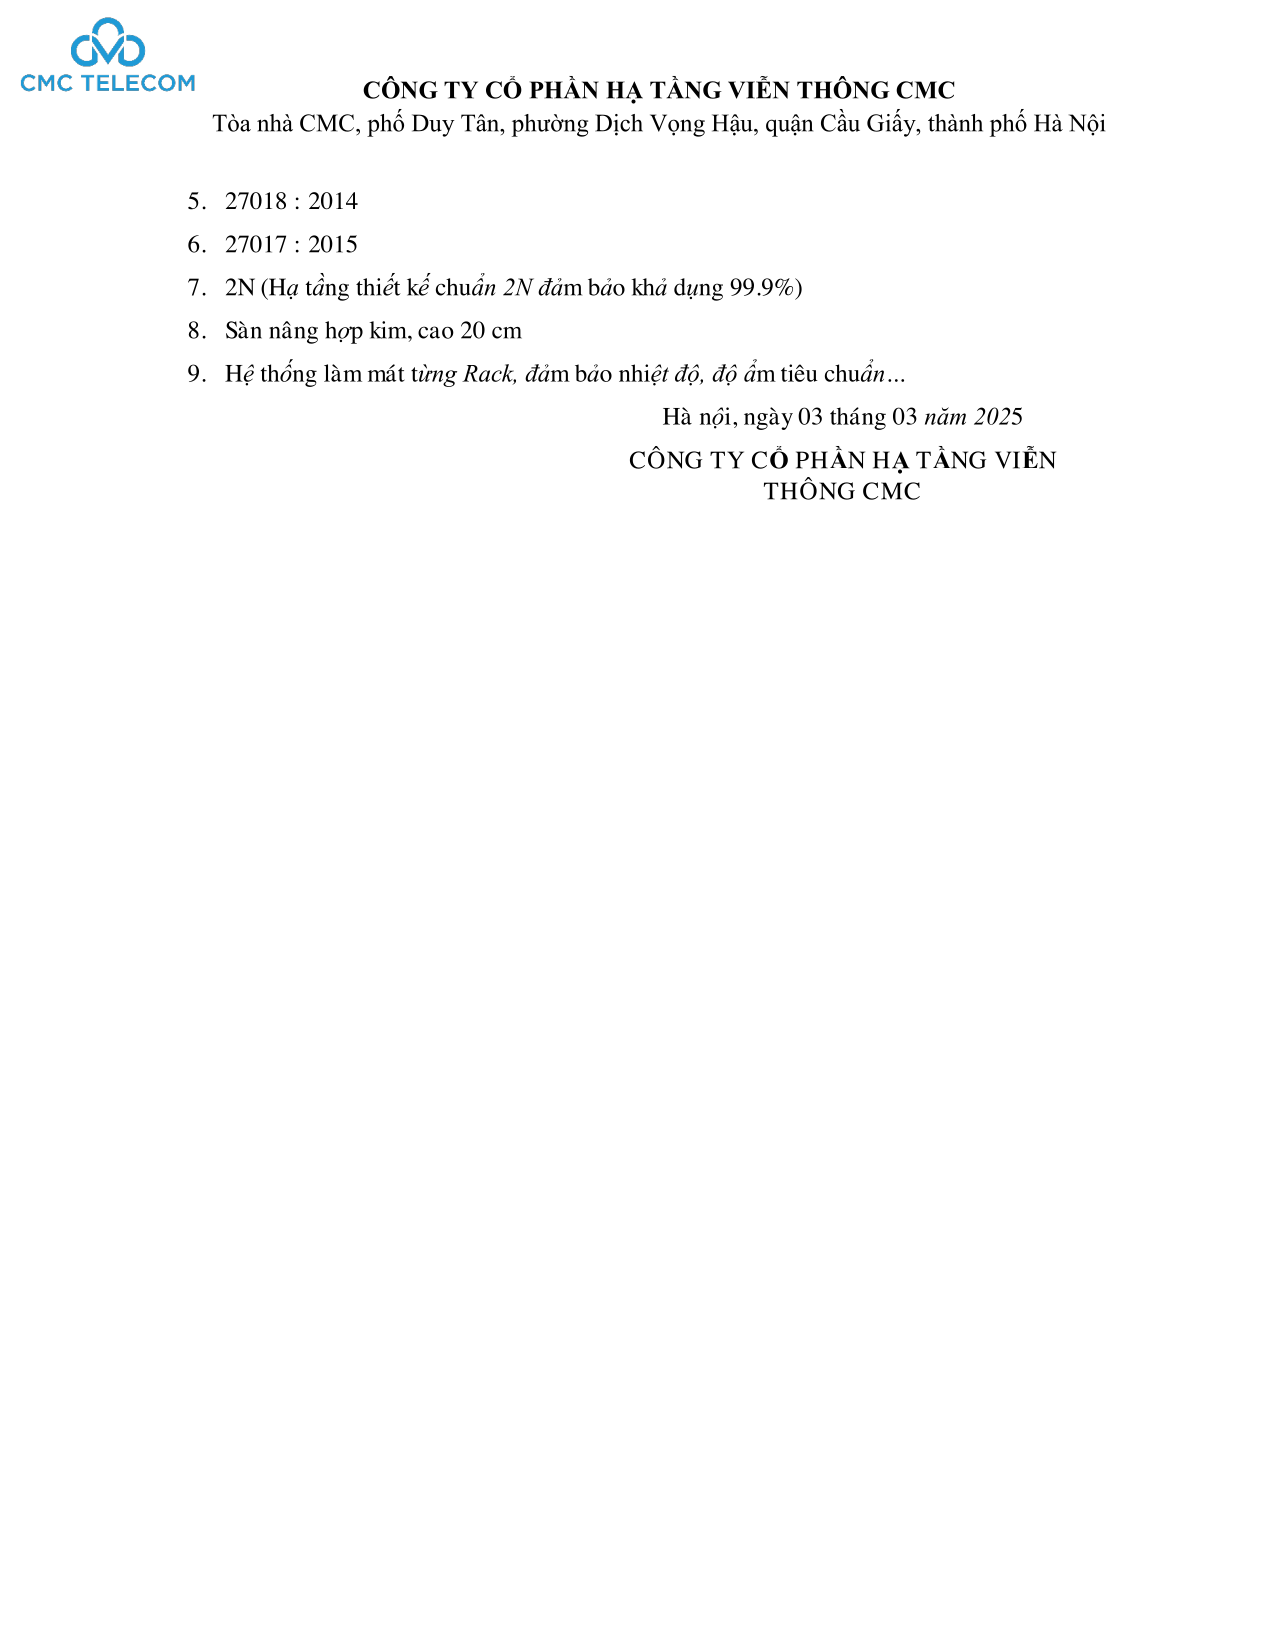 CMC TELECOM
CÔNG TY CỔ PHẦN HẠ TẦNG VIỄN THÔNG CMC
Tòa nhà CMC, phố Duy Tân, phường Dịch Vọng Hậu, quận Cầu Giấy, thành phố Hà Nội
5. 27018 : 2014
6. 27017 : 2015
7. 2N (Hạ tầng thiết kế chuẩn 2N đảm bảo khả dụng 99.9%)
8. Sàn nâng hợp kim, cao 20 cm
9. Hệ thống làm mát từng Rack, đảm bảo nhiệt độ, độ ẩm tiêu chuẩn...
Hà nội, ngày 03 tháng 03 năm 2025
CÔNG TY CỔ PHẦN HẠ TẦNG VIỄN
THÔNG CMC